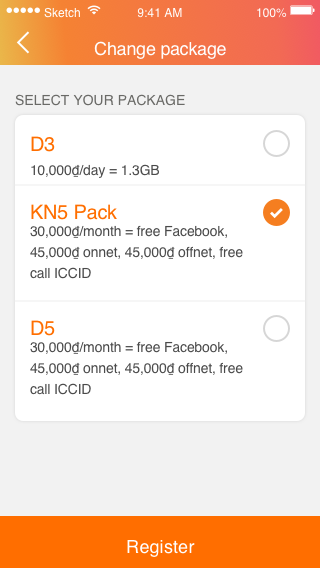 Sketch 9:41 AM 100%
Change package
SELECT YOUR PACKAGE
D3
10,000₫/day = 1.3GB
KN5 Pack
30,000₫/month = free Facebook,
45,000₫ onnet, 45,000₫ offnet, free
call ICCID
D5
30,000₫/month = free Facebook,
45,000₫ onnet, 45,000₫ offnet, free
call ICCID
Register